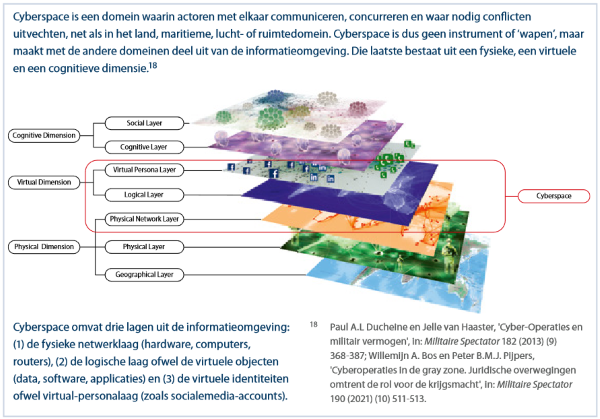 Cyberspace is een domein waarin actoren met elkaar communiceren, concurreren en waar nodig conflicten
uitvechten, net als in het land, maritieme, lucht- of ruimtedomein. Cyberspace is dus geen instrument of 'wapen', maar
maakt met de andere domeinen deel uit van de informatieomgeving. Die laatste bestaat uit een fysieke, een virtuele
en een cognitieve dimensie.18
Social Layer
Cognitive Dimension
Cognitive Layer
Virtual Persona Layer
Virtual Dimension
Logical Layer
Cyberspace
Physical Network Layer
Physical Dimension
Physical Layer
Geographical Layer
Cyberspace omvat drie lagen uit de informatieomgeving:
(1) de fysieke netwerklaag (hardware, computers,
routers), (2) de logische laag ofwel de virtuele objecten
(data, software, applicaties) en (3) de virtuele identiteiten
ofwel virtual-personalaag (zoals socialemedia-accounts).
18 Paul A.L Ducheine en Jelle van Haaster, 'Cyber-Operaties en
militair vermogen', in: Militaire Spectator 182 (2013) (9)
368-387; Willemijn A. Bos en Peter B.M.J. Pijpers,
'Cyberoperaties in de gray zone. Juridische overwegingen
omtrent de rol voor de krijgsmacht', in: Militaire Spectator
190 (2021) (10) 511-513.